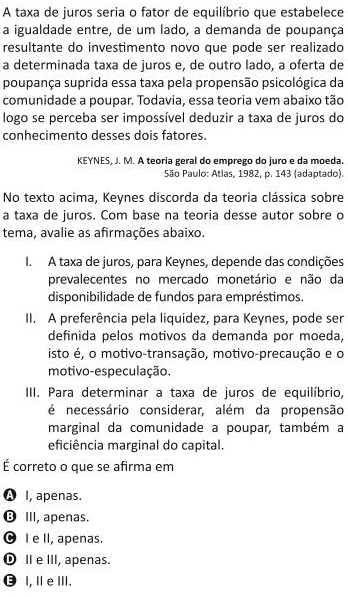 A taxa de juros seria o fator de equilíbrio que estabelece
a igualdade entre, de um lado, a demanda de poupança
resultante do investimento novo que pode ser realizado
a determinada taxa de juros e, de outro lado, a oferta de
poupança suprida essa taxa pela propensão psicológica da
comunidade a poupar. Todavia, essa teoria vem abaixo tão
logo se perceba ser impossível deduzir a taxa de juros do
conhecimento desses dois fatores.
KEYNES, J. M. A teoria geral do emprego do juro e da moeda.
São Paulo: Atlas, 1982, p. 143 (adaptado).
No texto acima, Keynes discorda da teoria clássica sobre
a taxa de juros. Com base na teoria desse autor sobre o
tema, avalie as afirmações abaixo.
I. A taxa de juros, para Keynes, depende das condições
prevalecentes no mercado monetário e não da
disponibilidade de fundos para empréstimos.
II. A preferência pela liquidez, para Keynes, pode ser
definida pelos motivos da demanda por moeda,
isto é, o motivo-transação, motivo-precaução e o
motivo-especulação.
III. Para determinar a taxa de juros de equilíbrio,
é necessário considerar, além da propensão
marginal da comunidade a poupar, também a
eficiência marginal do capital.
É correto o que se afirma em
A I, apenas.
B III, apenas.
C I e II, apenas.
D II e III, apenas.
E I, II e III.